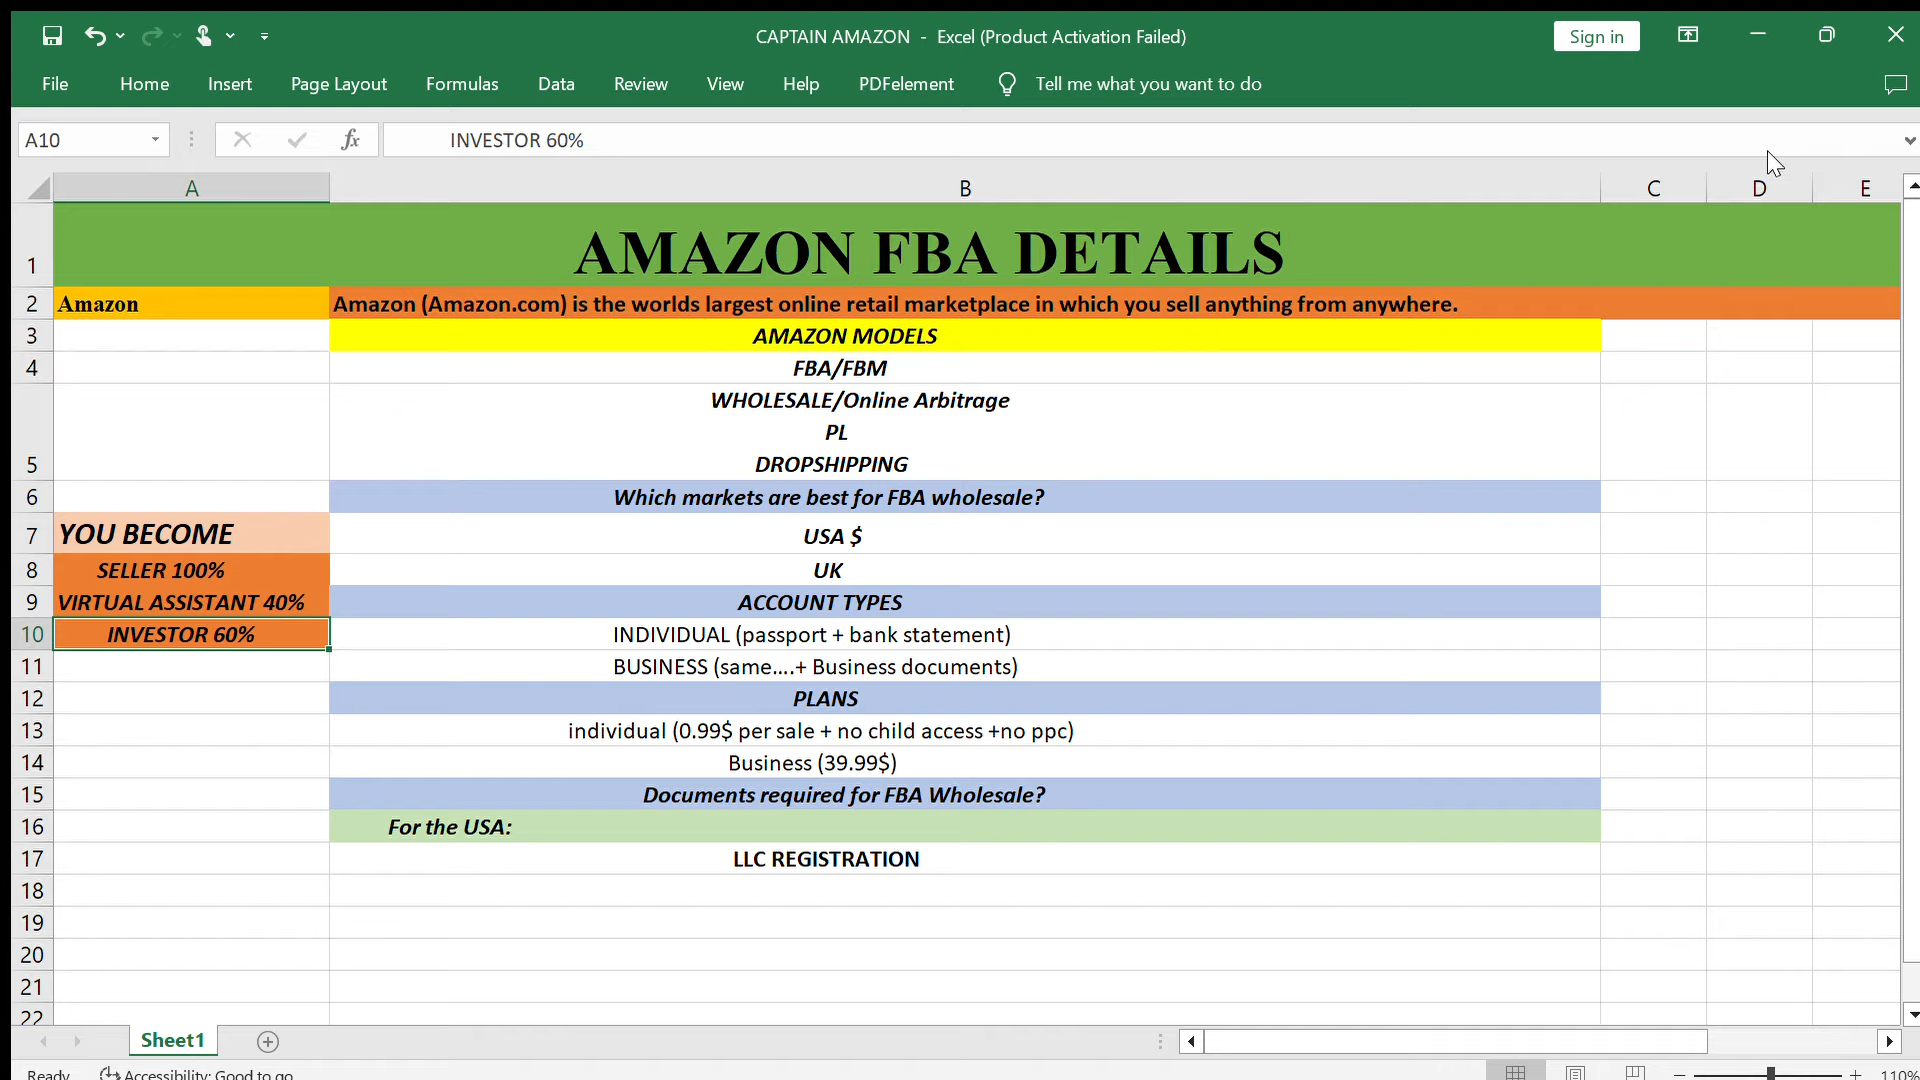 CAPTAIN AMAZON - Excel (Product Activation Failed)
Sign in
File Home Insert Page Layout Formulas Data Review View Help PDFelement Tell me what you want to do
A10 fx INVESTOR 60%
A B C D E
1 AMAZON FBA DETAILS
2 Amazon Amazon (Amazon.com) is the worlds largest online retail marketplace in which you sell anything from anywhere.
3 AMAZON MODELS
4 FBA/FBM
WHOLESALE/Online Arbitrage
PL
5 DROPSHIPPING
6 Which markets are best for FBA wholesale?
7 YOU BECOME USA $
8 SELLER 100% UK
9 VIRTUAL ASSISTANT 40% ACCOUNT TYPES
10 INVESTOR 60% INDIVIDUAL (passport + bank statement)
11 BUSINESS (same....+ Business documents)
12 PLANS
13 individual (0.99$ per sale + no child access +no ppc)
14 Business (39.99$)
15 Documents required for FBA Wholesale?
16 For the USA:
17 LLC REGISTRATION
18
19
20
21
22
Sheet1
Ready Accessibility: Good to go 110%